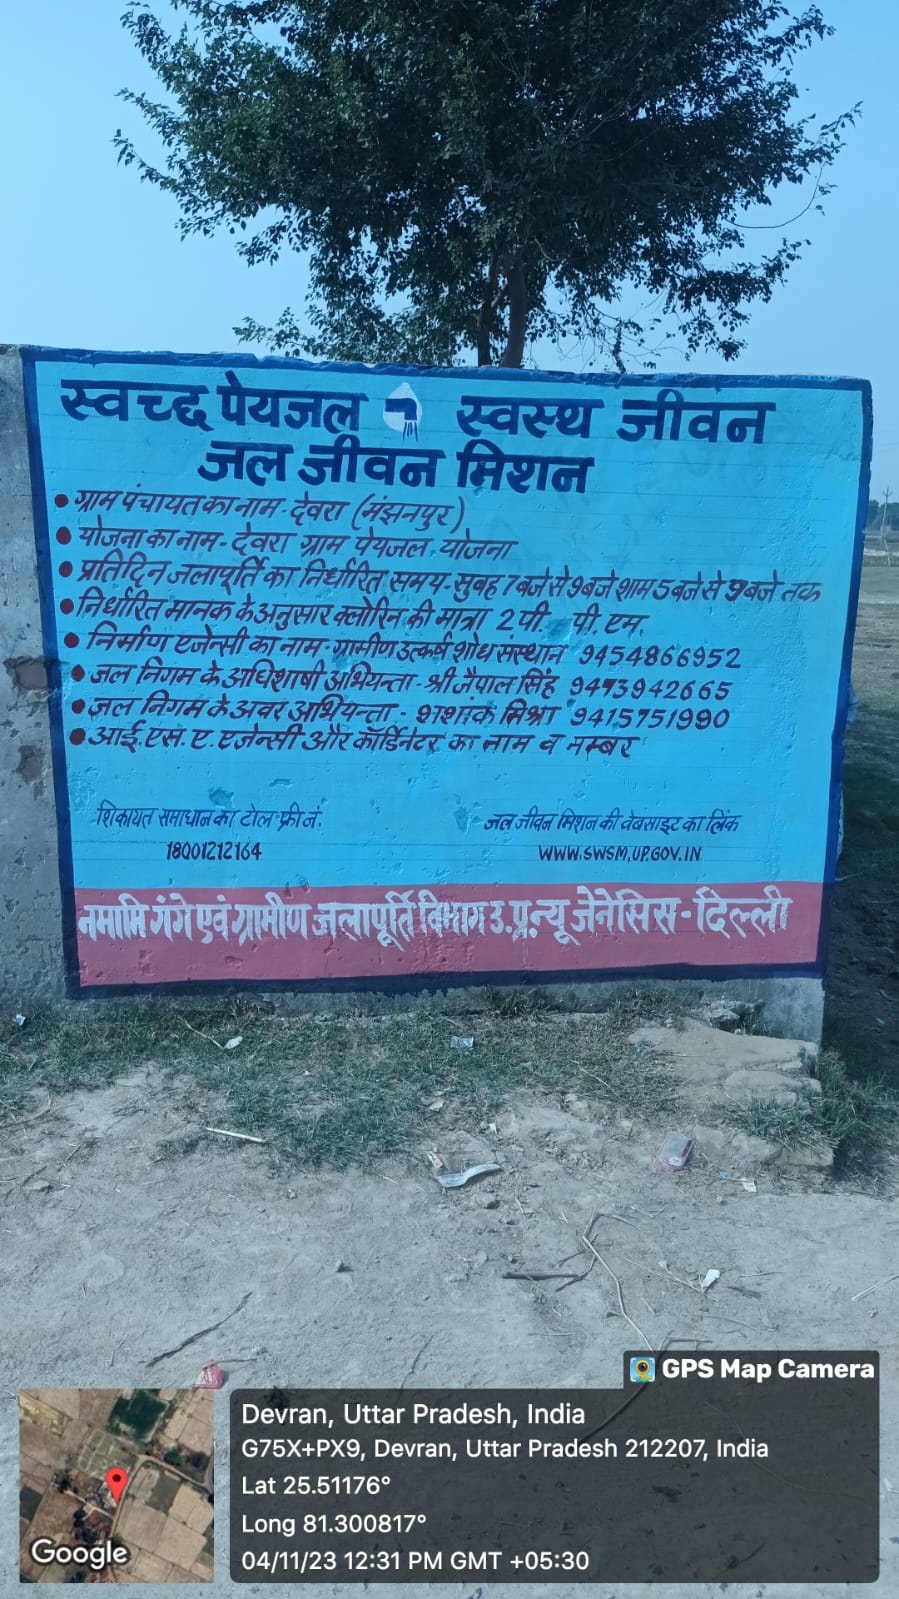 स्वच्छ पेयजल स्वस्थ जीवन
जल जीवन मिशन
• ग्राम पंचायत का नाम - देवरा (मंझनपुर)
• योजना का नाम - देवरा ग्राम पेयजल योजना
• प्रतिदिन जलापूर्ति का निर्धारित समय - सुबह 7 बजे से 9 बजे शाम 5 बजे से 9 बजे तक
• निर्धारित मानक के अनुसार क्लोरिन की मात्रा 2 पी. पी. एम.
• निर्माण एजेन्सी का नाम - ग्रामीण उत्कर्ष शोध संस्थान 9454866952
• जल निगम के अधिशाषी अभियन्ता - श्री जैपाल सिंह 9473942665
• जल निगम के अवर अभियन्ता - शशांक मिश्रा 9415751990
• आई. एस. ए. एजेन्सी और कॉर्डिनेटर का नाम व नम्बर
शिकायत समाधान का टोल फ्री नं.
18001212164
जल जीवन मिशन की वेबसाइट का लिंक
WWW.SWSM,UP.GOV.IN
नमामि गंगे एवं ग्रामीण जलापूर्ति विभाग उ.प्र. न्यू जेनेसिस - दिल्ली
GPS Map Camera
Devran, Uttar Pradesh, India
G75X+PX9, Devran, Uttar Pradesh 212207, India
Lat 25.51176°
Long 81.300817°
04/11/23 12:31 PM GMT +05:30
Google